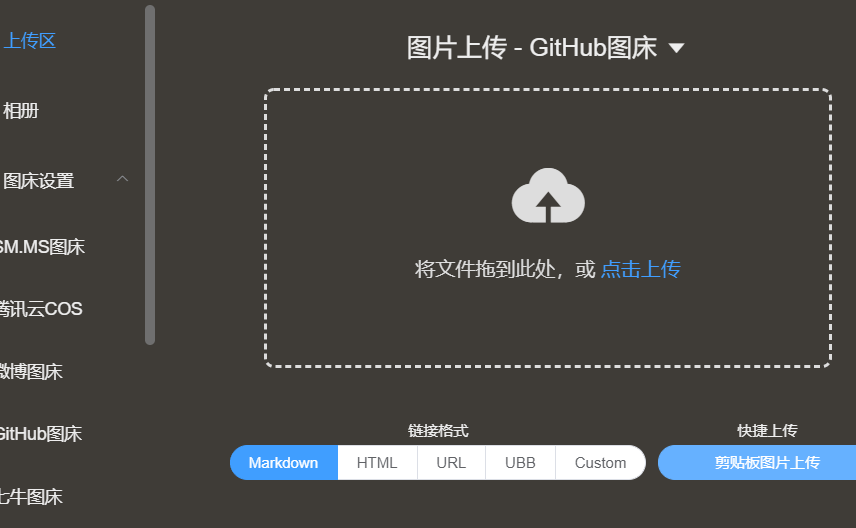 上传区
相册
图床设置
SM.MS图床
腾讯云COS
微博图床
GitHub图床
七牛图床
图片上传 - GitHub图床
将文件拖到此处，或 点击上传
链接格式
Markdown HTML URL UBB Custom
快捷上传
剪贴板图片上传